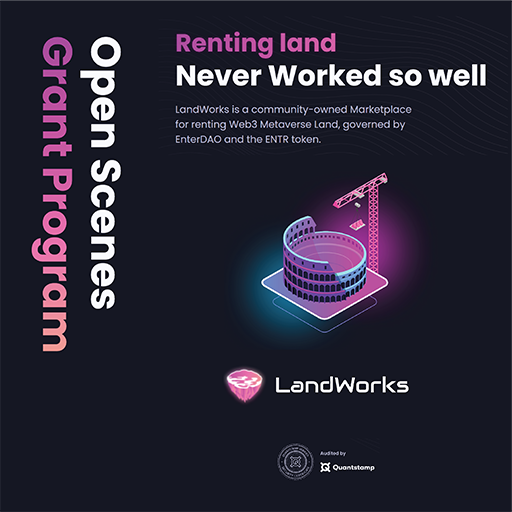 Open Scenes
Grant Program
Renting land
Never Worked so well
LandWorks is a community-owned Marketplace
for renting Web3 Metaverse Land, governed by
EnterDAO and the ENTR token.
LandWorks
Audited by
Quantstamp